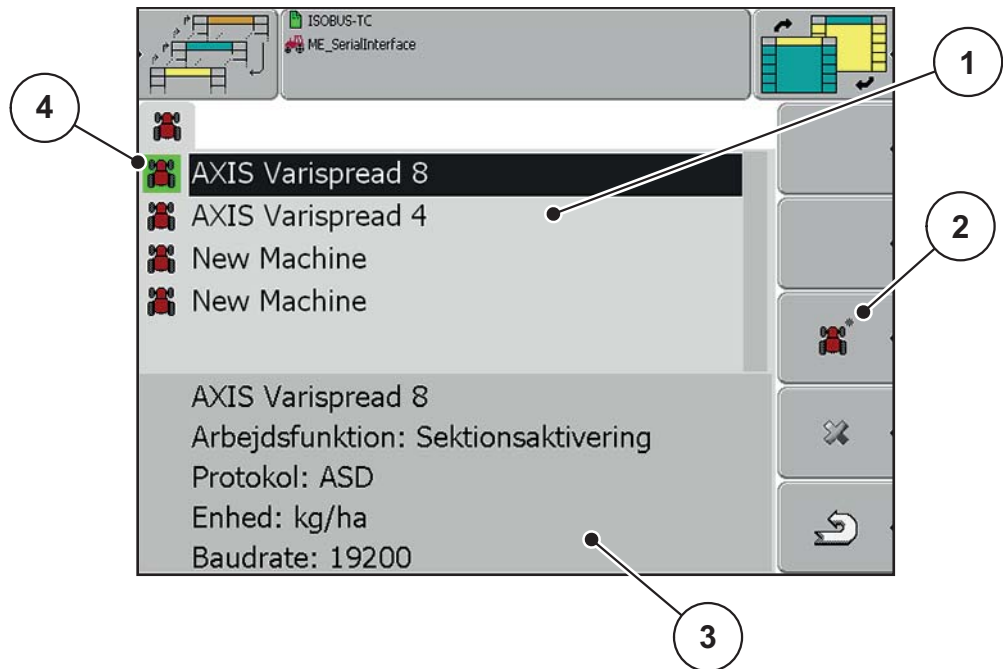 ISOBUS-TC
ME_SerialInterface
1
4
AXIS Varispread 8
AXIS Varispread 4
New Machine
New Machine
2
AXIS Varispread 8
Arbejdsfunktion: Sektionsaktivering
Protokol: ASD
Enhed: kg/ha
Baudrate: 19200
3